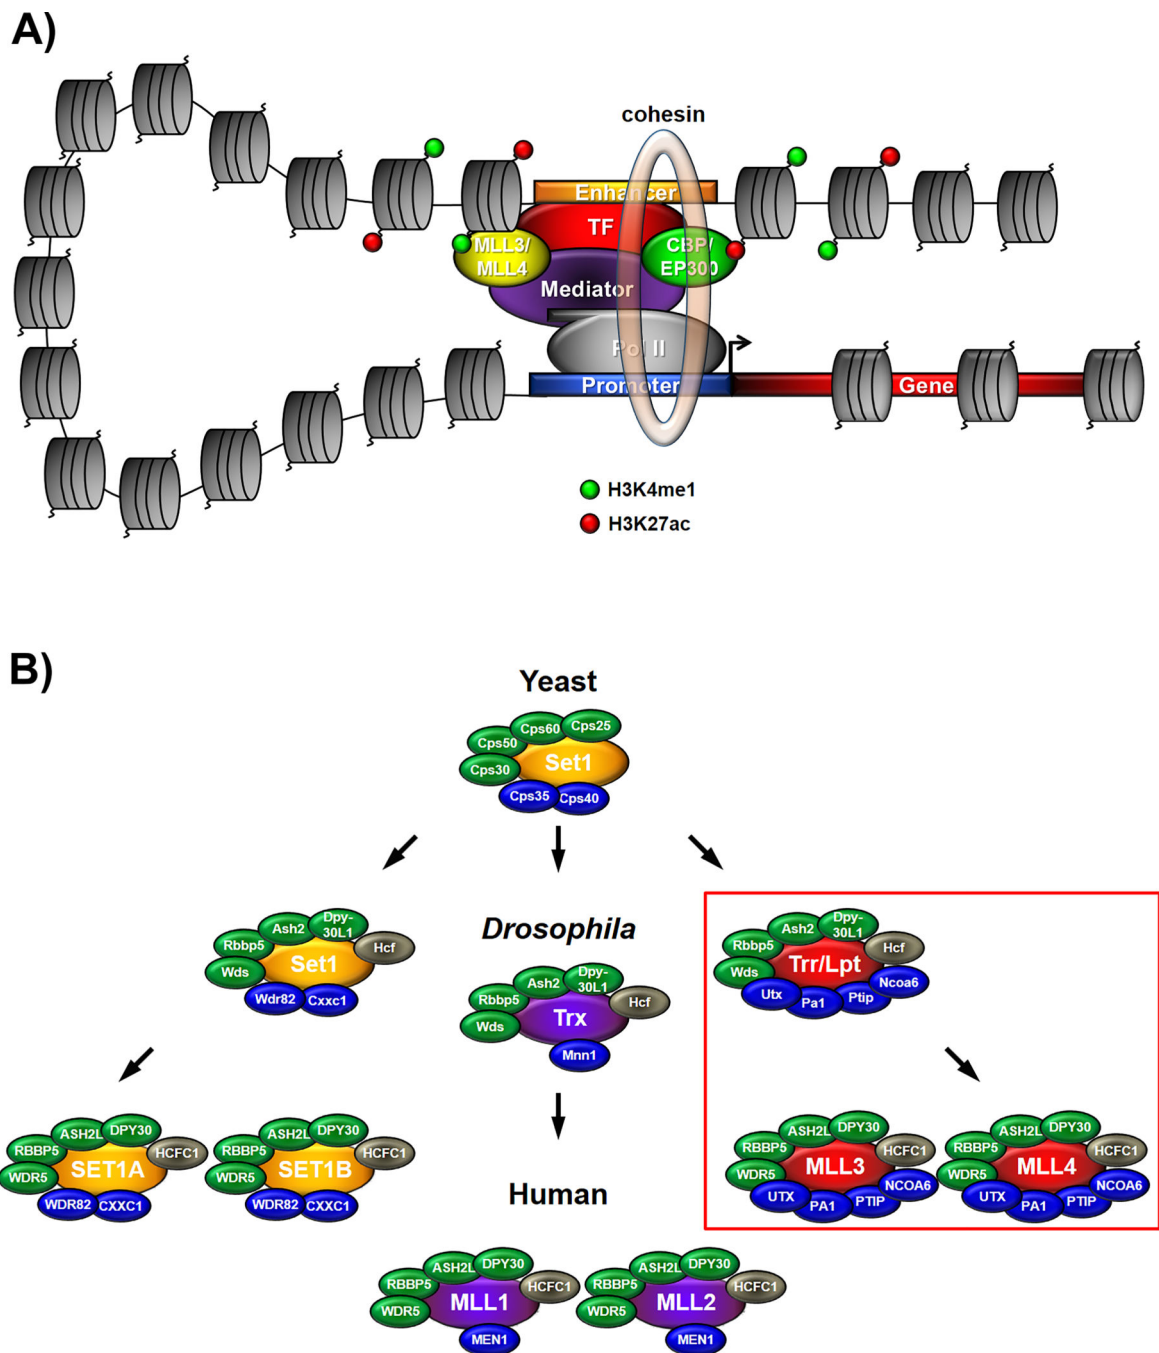 A)
cohesin
Enhancer
TF
MLL3/
MLL4
CBP/
EP300
Mediator
Pol II
Promoter
Gene
H3K4me1
H3K27ac
B)
Yeast
Cps60
Cps25
Cps50
Set1
Cps30
Cps35
Cps40
Drosophila
Dpy-
30L1
Ash2
Rbbp5
Hcf
Set1
Wds
Wdr82
Cxxc1
Dpy-
30L1
Ash2
Rbbp5
Hcf
Trx
Wds
Mnn1
Dpy-
30L1
Ash2
Rbbp5
Hcf
Trr/Lpt
Wds
Ncoa6
Utx
Pa1
Ptip
Human
ASH2L
DPY30
RBBP5
HCFC1
SET1A
WDR5
WDR82
CXXC1
ASH2L
DPY30
RBBP5
HCFC1
SET1B
WDR5
WDR82
CXXC1
ASH2L
DPY30
RBBP5
HCFC1
MLL3
WDR5
NCOA6
UTX
PA1
PTIP
ASH2L
DPY30
RBBP5
HCFC1
MLL4
WDR5
NCOA6
UTX
PA1
PTIP
ASH2L
DPY30
RBBP5
HCFC1
MLL1
WDR5
MEN1
ASH2L
DPY30
RBBP5
HCFC1
MLL2
WDR5
MEN1